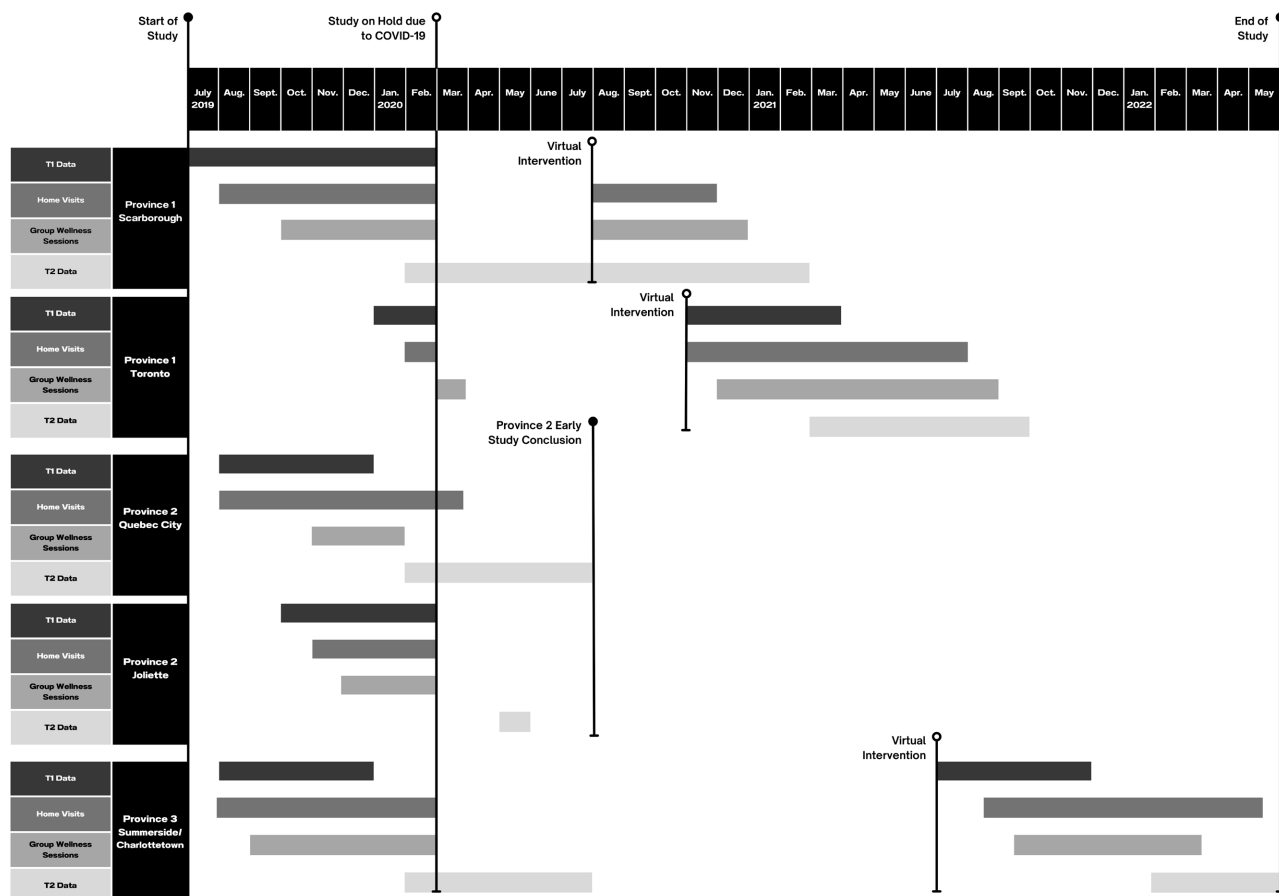 Start of
Study
Study on Hold due
to COVID-19
End of
Study
July
2019
Aug.
Sept.
Oct.
Nov.
Dec.
Jan.
2020
Feb.
Mar.
Apr.
May
June
July
Aug.
Sept.
Oct.
Nov.
Dec.
Jan.
2021
Feb.
Mar.
Apr.
May
June
July
Aug.
Sept.
Oct.
Nov.
Dec.
Jan.
2022
Feb.
Mar.
Apr.
May
Virtual
Intervention
T1 Data
Home Visits
Group Wellness
Sessions
T2 Data
Province 1
Scarborough
Virtual
Intervention
T1 Data
Home Visits
Group Wellness
Sessions
T2 Data
Province 1
Toronto
Province 2 Early
Study Conclusion
T1 Data
Home Visits
Group Wellness
Sessions
T2 Data
Province 2
Quebec City
T1 Data
Home Visits
Group Wellness
Sessions
T2 Data
Province 2
Joliette
Virtual
Intervention
T1 Data
Home Visits
Group Wellness
Sessions
T2 Data
Province 3
Summerside/
Charlottetown